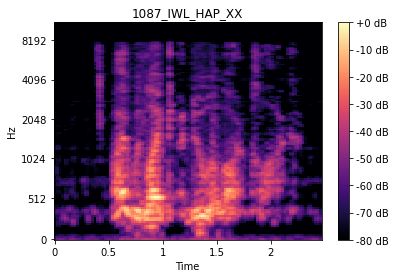 1087_IWL_HAP_XX
+0 dB
8192
-10 dB
4096
-20 dB
-30 dB
2048
Hz
-40 dB
1024
-50 dB
512
-60 dB
-70 dB
0
-80 dB
0 0.5 1 1.5 2
Time